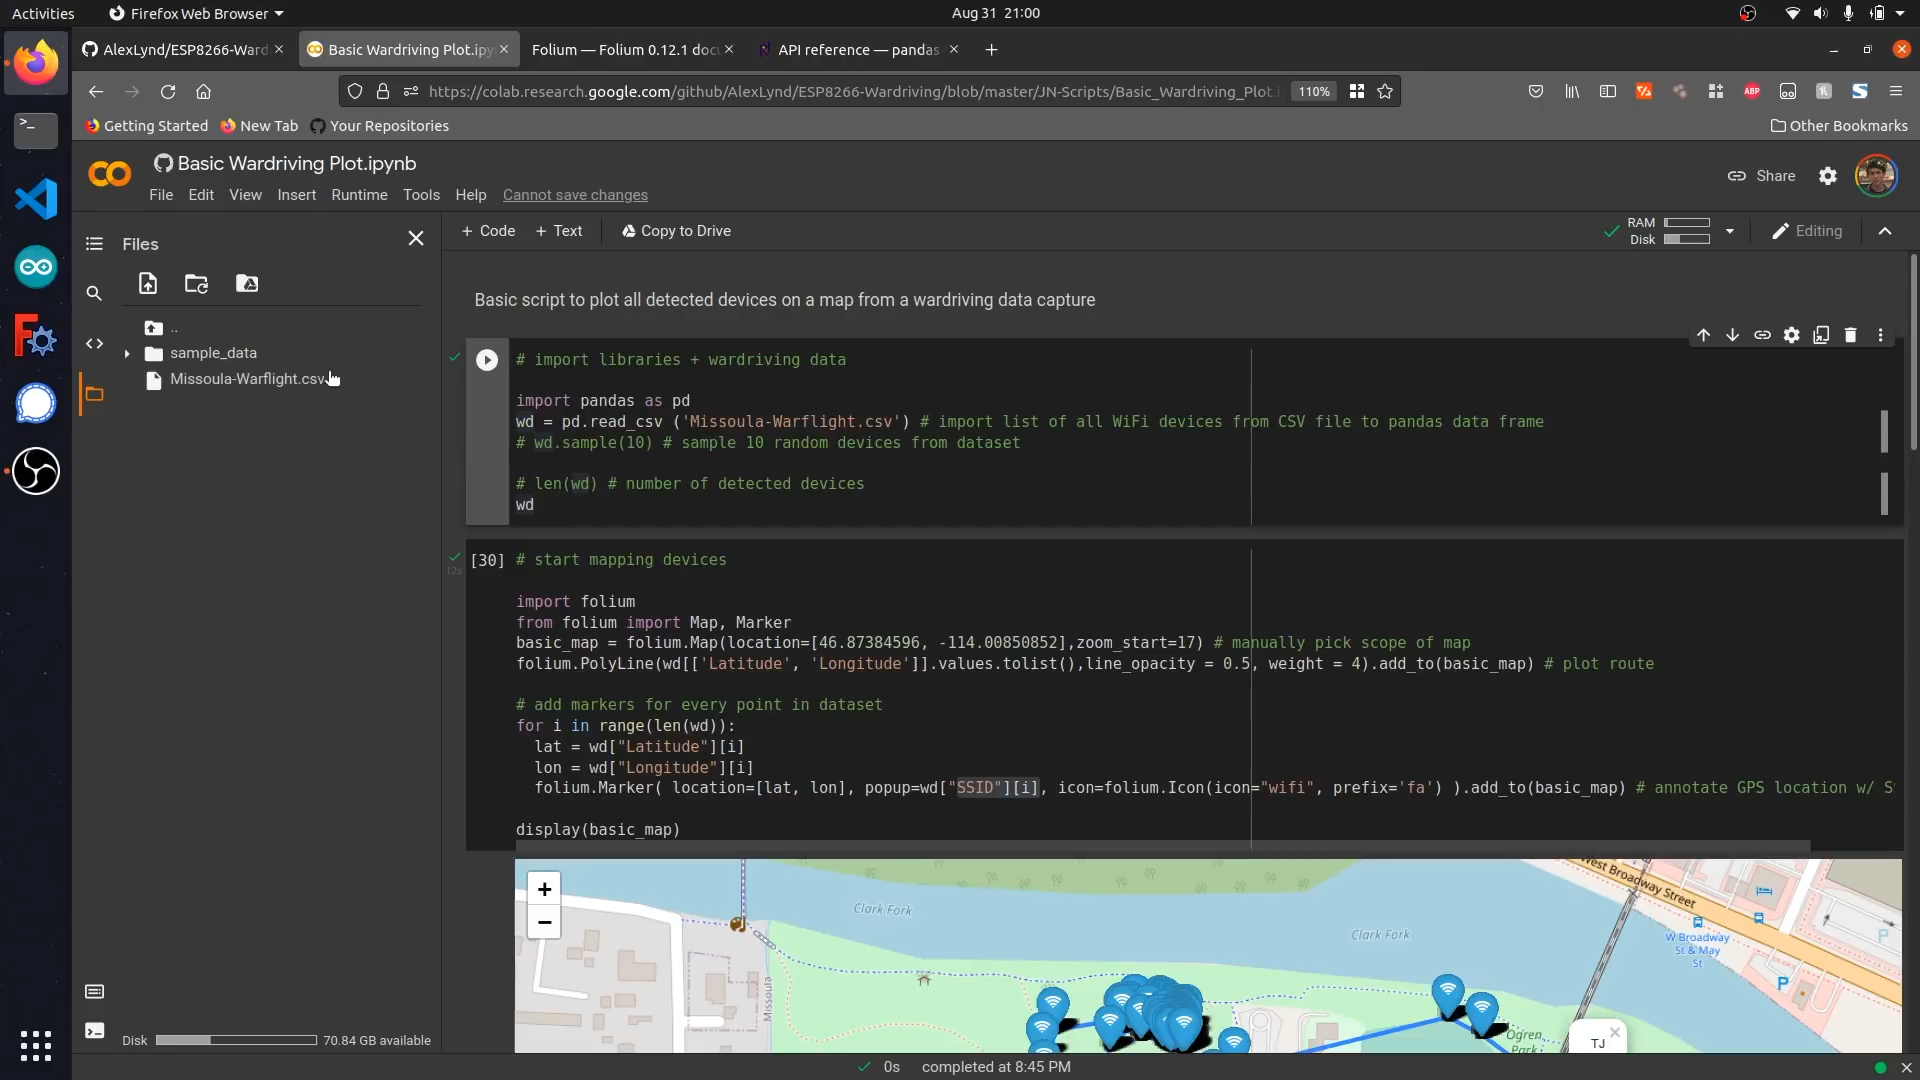 Activities
Firefox Web Browser
Aug 31 21:00
AlexLynd/ESP8266-Ward
Basic Wardriving Plot.ipy
Folium — Folium 0.12.1 doc
API reference — pandas
https://colab.research.google.com/github/AlexLynd/ESP8266-Wardriving/blob/master/JN-Scripts/Basic_Wardriving_Plot.i
110%
ABP
Getting Started
New Tab
Your Repositories
Other Bookmarks
Basic Wardriving Plot.ipynb
File Edit View Insert Runtime Tools Help Cannot save changes
Share
Files
+ Code + Text Copy to Drive
RAM
Disk
Editing
..
sample_data
Missoula-Warflight.csv
Basic script to plot all detected devices on a map from a wardriving data capture
# import libraries + wardriving data
import pandas as pd
wd = pd.read_csv ('Missoula-Warflight.csv') # import list of all WiFi devices from CSV file to pandas data frame
# wd.sample(10) # sample 10 random devices from dataset
# len(wd) # number of detected devices
wd
[30]
12s
# start mapping devices
import folium
from folium import Map, Marker
basic_map = folium.Map(location=[46.87384596, -114.00850852],zoom_start=17) # manually pick scope of map
folium.PolyLine(wd[['Latitude', 'Longitude']].values.tolist(),line_opacity = 0.5, weight = 4).add_to(basic_map) # plot route
# add markers for every point in dataset
for i in range(len(wd)):
lat = wd["Latitude"][i]
lon = wd["Longitude"][i]
folium.Marker( location=[lat, lon], popup=wd["SSID"][i], icon=folium.Icon(icon="wifi", prefix='fa') ).add_to(basic_map) # annotate GPS location w/ S
display(basic_map)
+
−
Clark Fork
Clark Fork
West Broadway Street
W Broadway
St & May
St
P
P
Missoula
Ogren
Park
TJ
Disk
70.84 GB available
0s completed at 8:45 PM